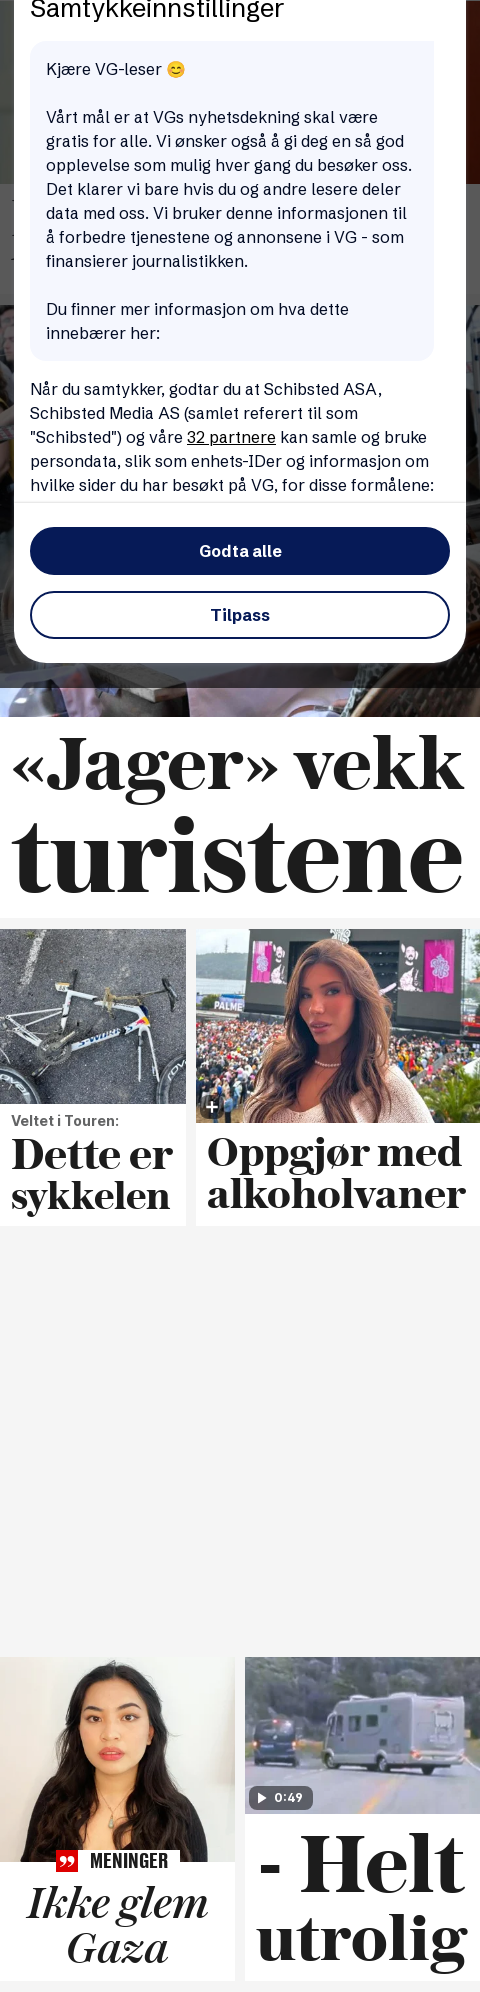 Samtykkeinnstillinger
Kjære VG-leser 😊
Vårt mål er at VGs nyhetsdekning skal være
gratis for alle. Vi ønsker også å gi deg en så god
opplevelse som mulig hver gang du besøker oss.
Det klarer vi bare hvis du og andre lesere deler
data med oss. Vi bruker denne informasjonen til
å forbedre tjenestene og annonsene i VG - som
finansierer journalistikken.
Du finner mer informasjon om hva dette
innebærer her:
Når du samtykker, godtar du at Schibsted ASA,
Schibsted Media AS (samlet referert til som
"Schibsted") og våre 32 partnere kan samle og bruke
persondata, slik som enhets-IDer og informasjon om
hvilke sider du har besøkt på VG, for disse formålene:
Godta alle
Tilpass
«Jager» vekk
turistene
PALME
Veltet i Touren:
Dette er
sykkelen
Oppgjør med
alkoholvaner
MENINGER
Ikke glem
Gaza
0:49
- Helt
utrolig